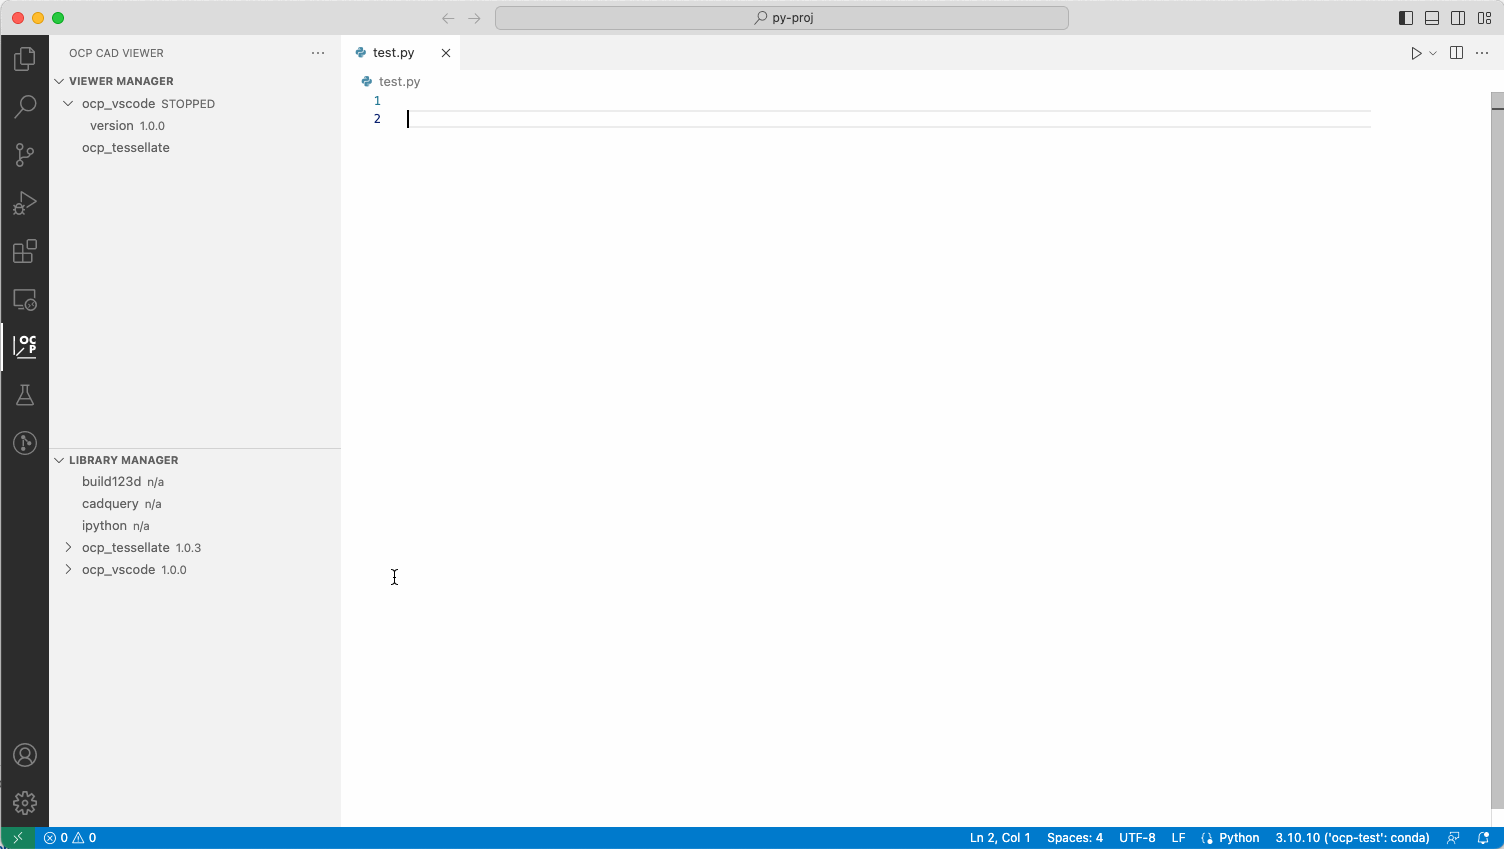 py-proj
OCP CAD VIEWER
VIEWER MANAGER
ocp_vscode STOPPED
version 1.0.0
ocp_tessellate
LIBRARY MANAGER
build123d n/a
cadquery n/a
ipython n/a
ocp_tessellate 1.0.3
ocp_vscode 1.0.0
test.py
test.py
1
2
OC
P
0 0
Ln 2, Col 1 Spaces: 4 UTF-8 LF Python 3.10.10 ('ocp-test': conda)